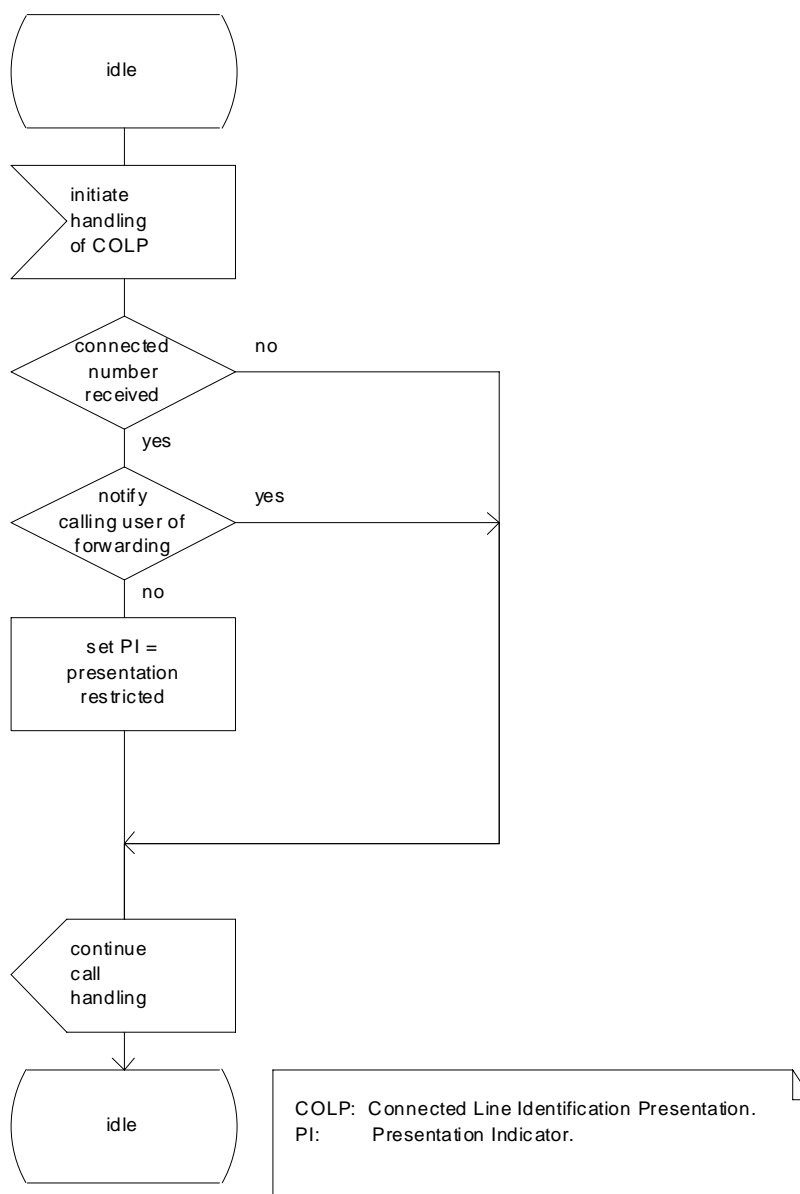 idle
initiate
handling
of COLP
connected
number
received
no
yes
notify
calling user of
forwarding
yes
no
set PI =
presentation
restricted
continue
call
handling
idle
COLP: Connected Line Identification Presentation.
PI: Presentation Indicator.